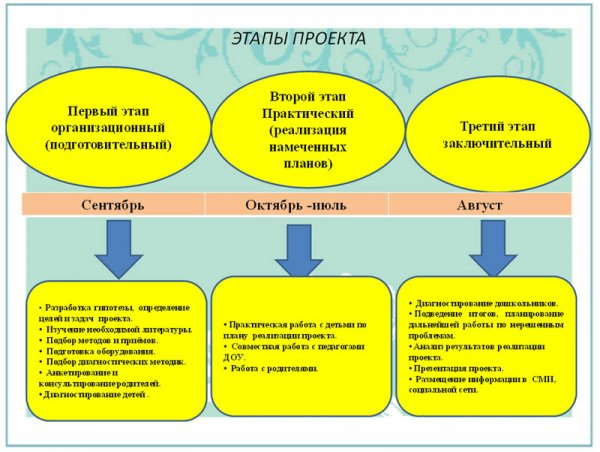 ЭТАПЫ ПРОЕКТА
Первый этап
организационный
(подготовительный)
Второй этап
Практический
(реализация
намеченных
планов)
Третий этап
заключительный
Сентябрь
Октябрь -июль
Август
• Разработка гипотезы, определение
целей и задач проекта.
• Изучение необходимой литературы.
• Подбор методов и приёмов.
• Подготовка оборудования.
• Подбор диагностических методик.
• Анкетирование и
консультирование родителей.
•Диагностирование детей .
• Практическая работа с детьми по
плану реализации проекта.
• Совместная работа с педагогами
ДОУ.
• Работа с родителями.
• Диагностирование дошкольников.
• Подведение итогов, планирование
дальнейшей работы по нерешенным
проблемам.
•Анализ результатов реализации
проекта.
•Презентация проекта.
•Размещение информации в СМИ,
социальной сети.